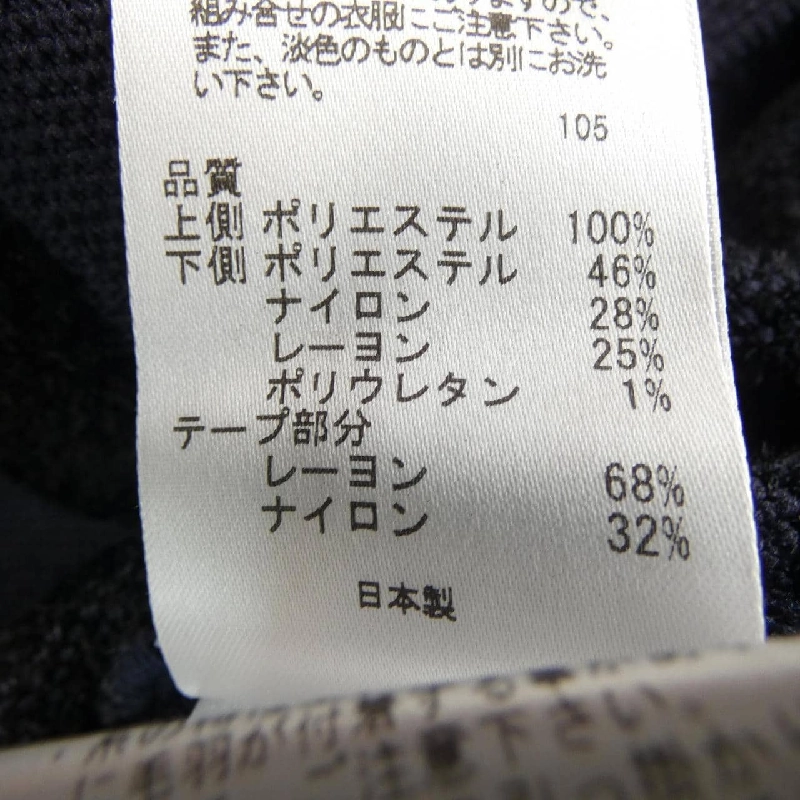 組み合せの衣服にご注意下さい。
また、淡色のものとは別にお洗
い下さい。
105
品質
上側 ポリエステル 100%
下側 ポリエステル 46%
ナイロン 28%
レーヨン 25%
ポリウレタン 1%
テープ部分
レーヨン 68%
ナイロン 32%
日本製